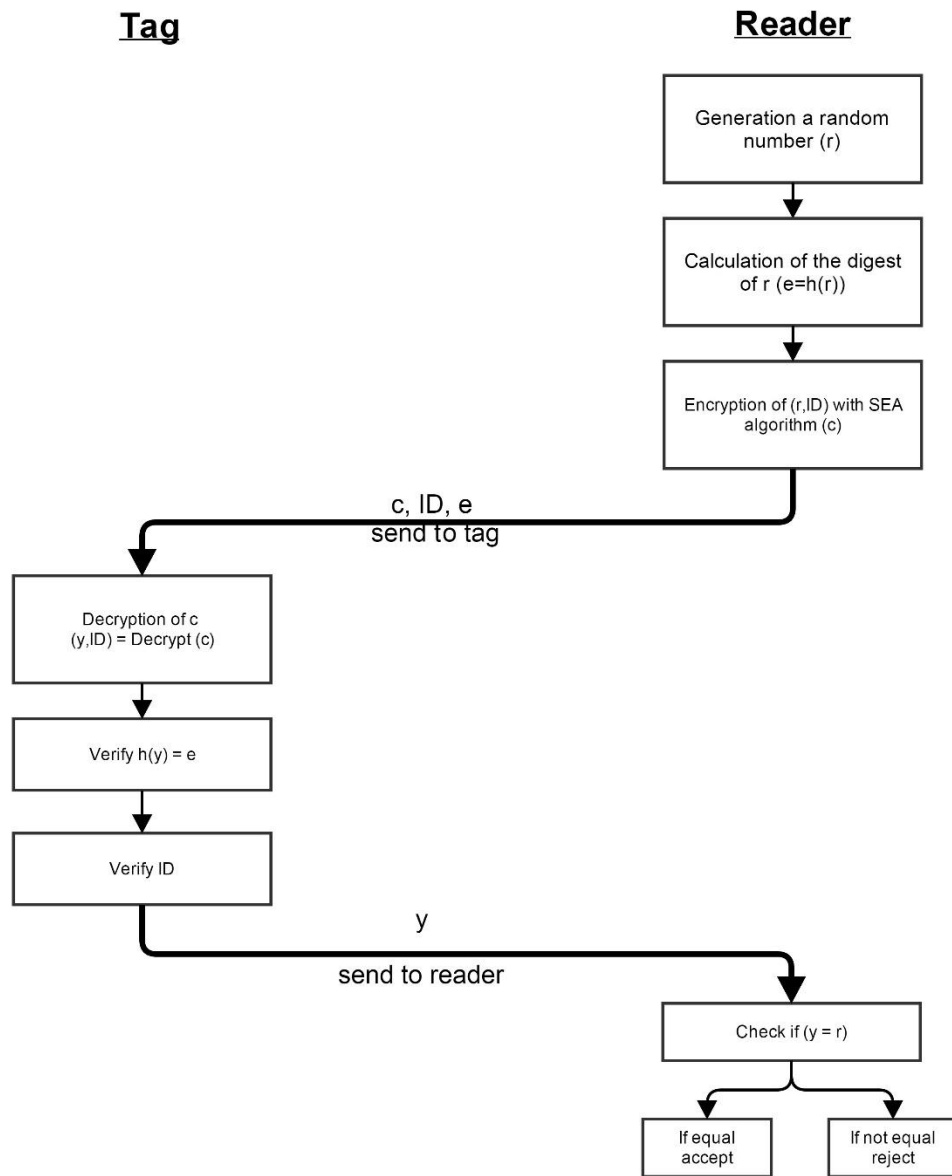 Tag
Reader
Generation a random
number (r)
Calculation of the digest
of r (e=h(r))
Encryption of (r,ID) with SEA
algorithm (c)
c, ID, e
send to tag
Decryption of c
(y,ID) = Decrypt (c)
Verify h(y) = e
Verify ID
y
send to reader
Check if (y = r)
If equal
accept
If not equal
reject